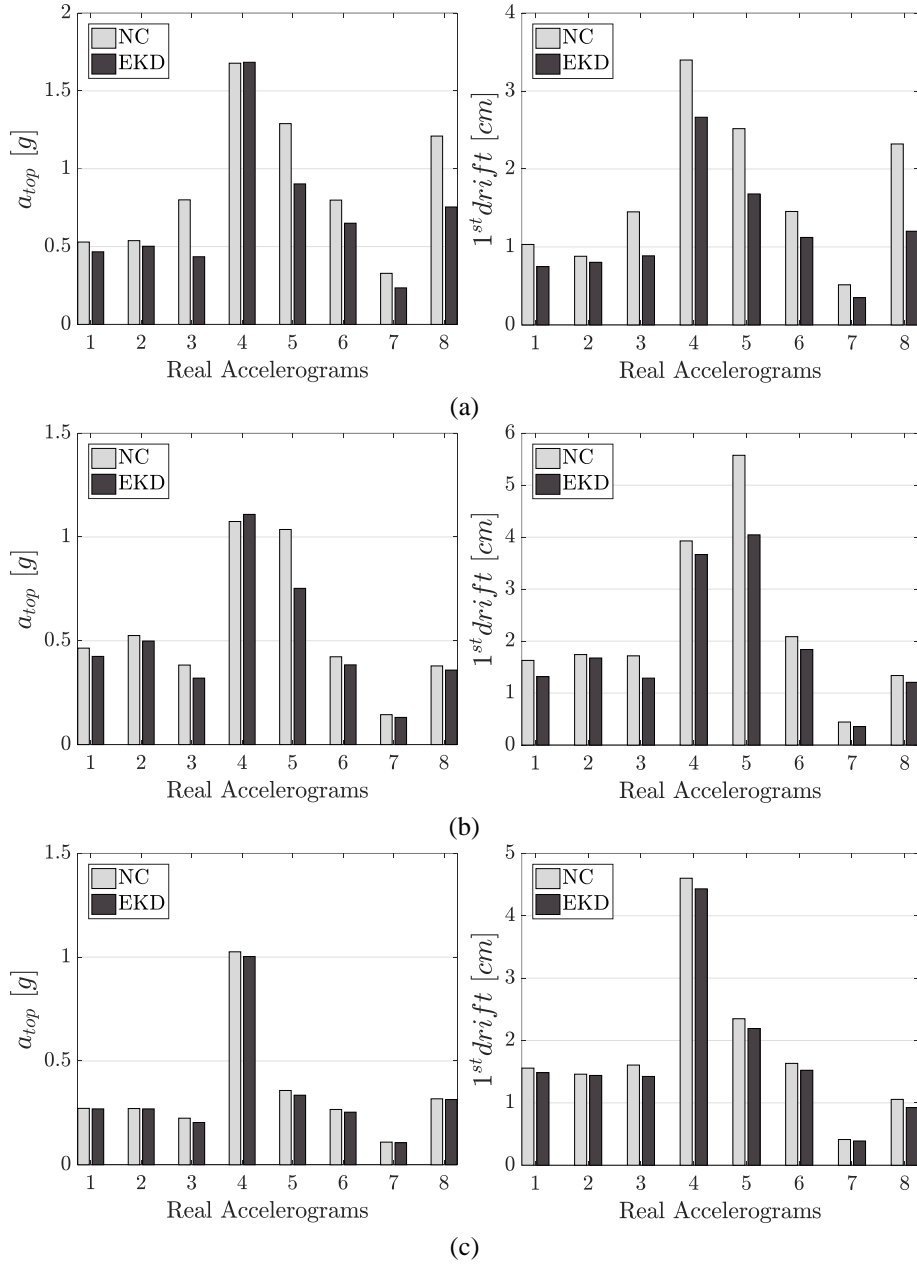 2
1.5
1
0.5
0
a_top [g]
NC
EKD
1 2 3 4 5 6 7 8
Real Accelerograms
4
3
2
1
0
1st drift [cm]
NC
EKD
1 2 3 4 5 6 7 8
Real Accelerograms
(a)
1.5
1
0.5
0
a_top [g]
NC
EKD
1 2 3 4 5 6 7 8
Real Accelerograms
6
5
4
3
2
1
0
1st drift [cm]
NC
EKD
1 2 3 4 5 6 7 8
Real Accelerograms
(b)
1.5
1
0.5
0
a_top [g]
NC
EKD
1 2 3 4 5 6 7 8
Real Accelerograms
5
4
3
2
1
0
1st drift [cm]
NC
EKD
1 2 3 4 5 6 7 8
Real Accelerograms
(c)